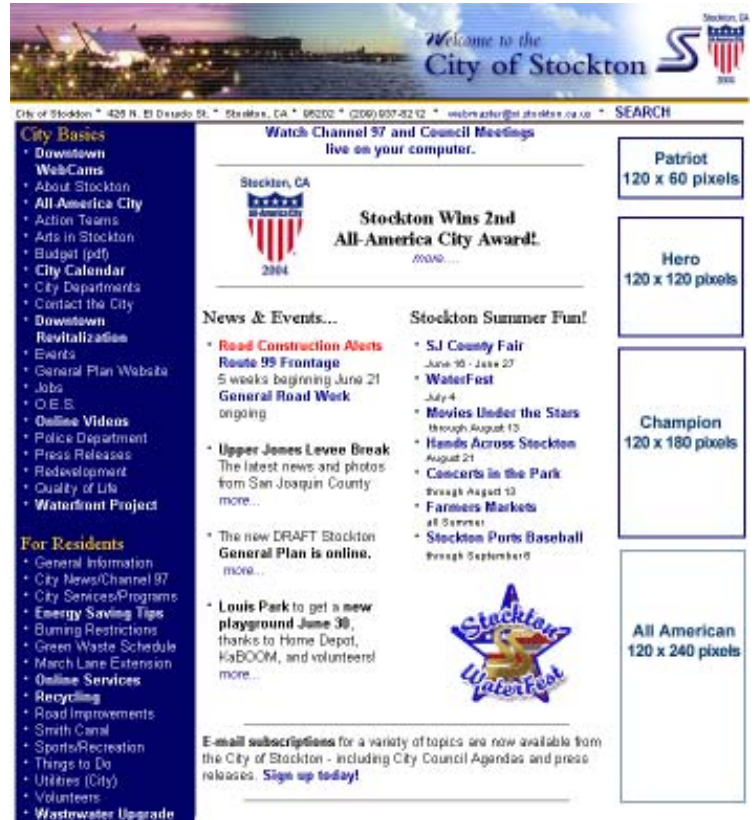 Stockton, CA
Welcome to the
City of Stockton
2004
City of Stockton * 425 N. El Dorado St. * Stockton, CA * 95202 * (209) 937-8212 * webmaster@ci.stockton.ca.us * SEARCH
City Basics
* Downtown
WebCams
* About Stockton
* All-America City
* Action Teams
* Arts in Stockton
* Budget (pdf)
* City Calendar
* City Departments
* Contact the City
* Downtown
Revitalization
* Events
* General Plan Website
* Jobs
* O.E.S.
* Online Videos
* Police Department
* Press Releases
* Redevelopment
* Quality of Life
* Waterfront Project
For Residents
* General Information
* City News/Channel 97
* City Services/Programs
* Energy Saving Tips
* Burning Restrictions
* Green Waste Schedule
* March Lane Extension
* Online Services
* Recycling
* Road Improvements
* Smith Canal
* Sports/Recreation
* Things to Do
* Utilities (City)
* Volunteers
* Wastewater Upgrade
Watch Channel 97 and Council Meetings
live on your computer.
Stockton, CA
All-America City
2004
Stockton Wins 2nd
All-America City Award!
more....
News & Events...
* Road Construction Alerts
Route 99 Frontage
5 weeks beginning June 21
General Road Work
ongoing
* Upper Jones Levee Break
The latest news and photos
from San Joaquin County
more...
* The new DRAFT Stockton
General Plan is online.
more...
* Louis Park to get a new
playground June 30,
thanks to Home Depot,
KaBOOM, and volunteers!
more...
Stockton Summer Fun!
* SJ County Fair
June 16 - June 27
* WaterFest
July 4
* Movies Under the Stars
through August 13
* Hands Across Stockton
August 21
* Concerts in the Park
through August 13
* Farmers Markets
all Summer
* Stockton Ports Baseball
through September 6
Stockton
WaterFest
E-mail subscriptions for a variety of topics are now available from
the City of Stockton - including City Council Agendas and press
releases. Sign up today!
Patriot
120 x 60 pixels
Hero
120 x 120 pixels
Champion
120 x 180 pixels
All American
120 x 240 pixels